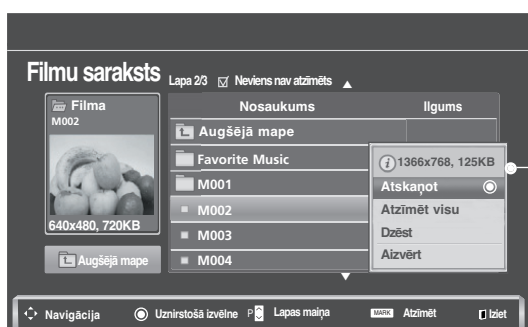 Filmu saraksts Lapa 2/3 Neviens nav atzīmēts
Filma
M002
640x480, 720KB
Augšējā mape
Nosaukums Ilgums
Augšējā mape
Favorite Music
M001
M002
M003
M004
1366x768, 125KB
Atskaņot
Atzīmēt visu
Dzēst
Aizvērt
Navigācija Uznirstošā izvēlne P Lapas maiņa MARK Atzīmēt Iziet